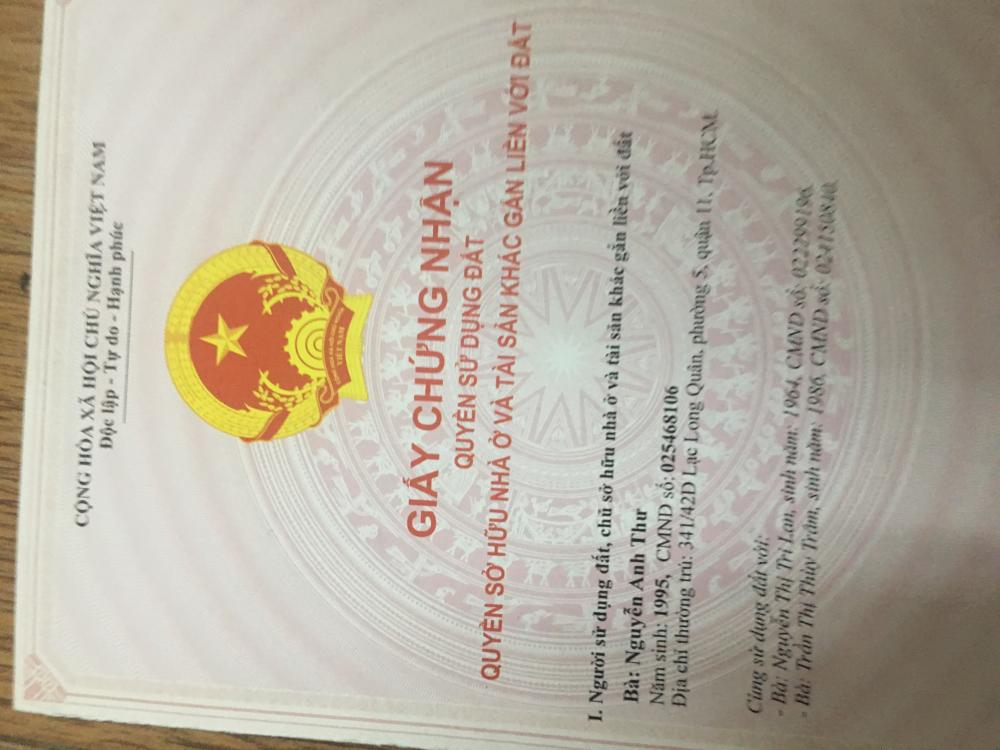 CỘNG HÒA XÃ HỘI CHỦ NGHĨA VIỆT NAM
Độc lập - Tự do - Hạnh phúc
VIỆT NAM
GIẤY CHỨNG NHẬN
QUYỀN SỬ DỤNG ĐẤT
QUYỀN SỞ HỮU NHÀ Ở VÀ TÀI SẢN KHÁC GẮN LIỀN VỚI ĐẤT
I. Người sử dụng đất, chủ sở hữu nhà ở và tài sản khác gắn liền với đất
Bà: Nguyễn Anh Thư
Năm sinh: 1995, CMND số: 025468106
Địa chỉ thường trú: 341/42D Lạc Long Quân, phường 5, quận 11, Tp.HCM.
Cùng sử dụng đất với:
- Bà: Nguyễn Thị Tri Lan, sinh năm: 1964, CMND số:
- Bà: Trần Thị Thùy Trâm, sinh năm: 1986, CMND số: